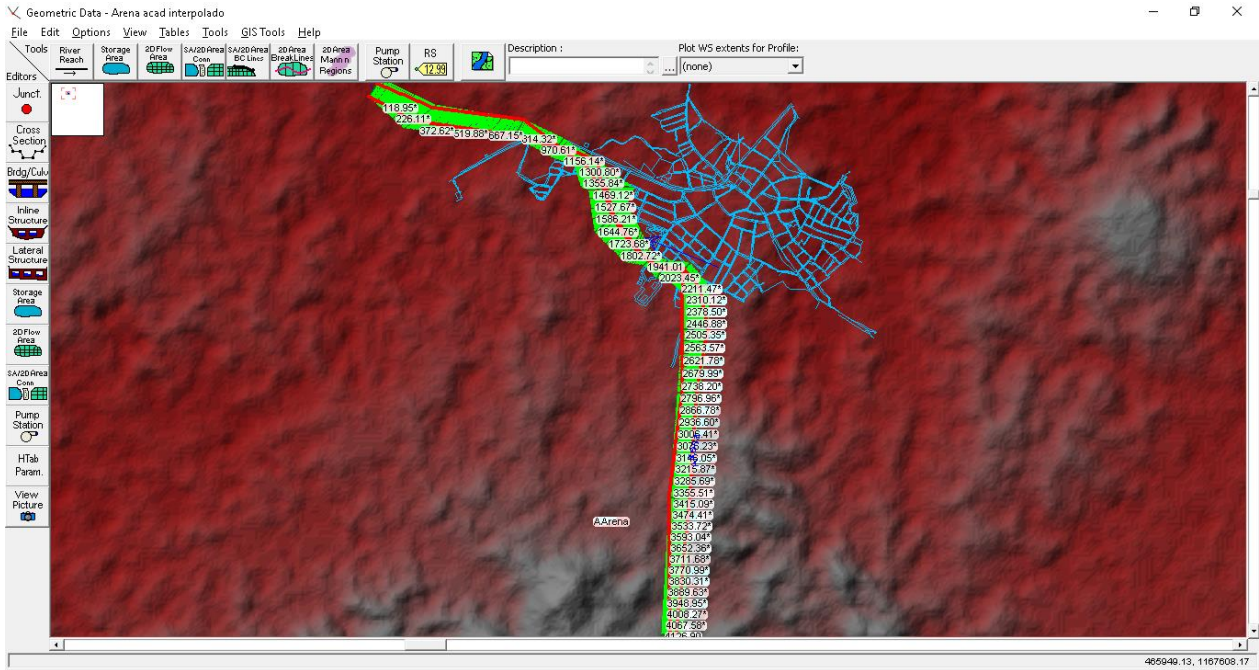 Geometric Data - Arena acad interpolado
File Edit Options View Tables Tools GIS Tools Help
Tools
Editors
River
Reach
Storage
Area
2D Flow
Area
SA/2D Area
Conn
SA/2D Area
BC Lines
2D Area
BreakLines
2D Area
Mann n
Regions
Pump
Station
RS
12.99
Description :
...
Plot WS extents for Profile:
(none)
Junct.
Cross
Section
Brdg/Culv
Inline
Structure
Lateral
Structure
Storage
Area
2D Flow
Area
SA/2D Area
Conn
Pump
Station
HTab
Param.
View
Picture
118.95*
226.11*
372.62*
519.88*
667.15*
814.32*
970.61*
1156.14*
1300.80*
1355.84*
1469.12*
1527.67*
1586.21*
1644.76*
1723.68*
1802.72*
1941.01
2023.45*
2211.47*
2310.12*
2378.50*
2446.88*
2505.35*
2563.57*
2621.78*
2679.99*
2738.20*
2796.96*
2866.78*
2936.60*
3006.41*
3076.23*
3146.05*
3215.87*
3285.69*
3355.51*
3415.09*
3474.41*
3533.72*
3593.04*
3652.36*
3711.68*
3770.99*
3830.31*
3889.63*
3948.95*
4008.27*
4067.58*
4126.90
AArena
465949.13, 1167608.17